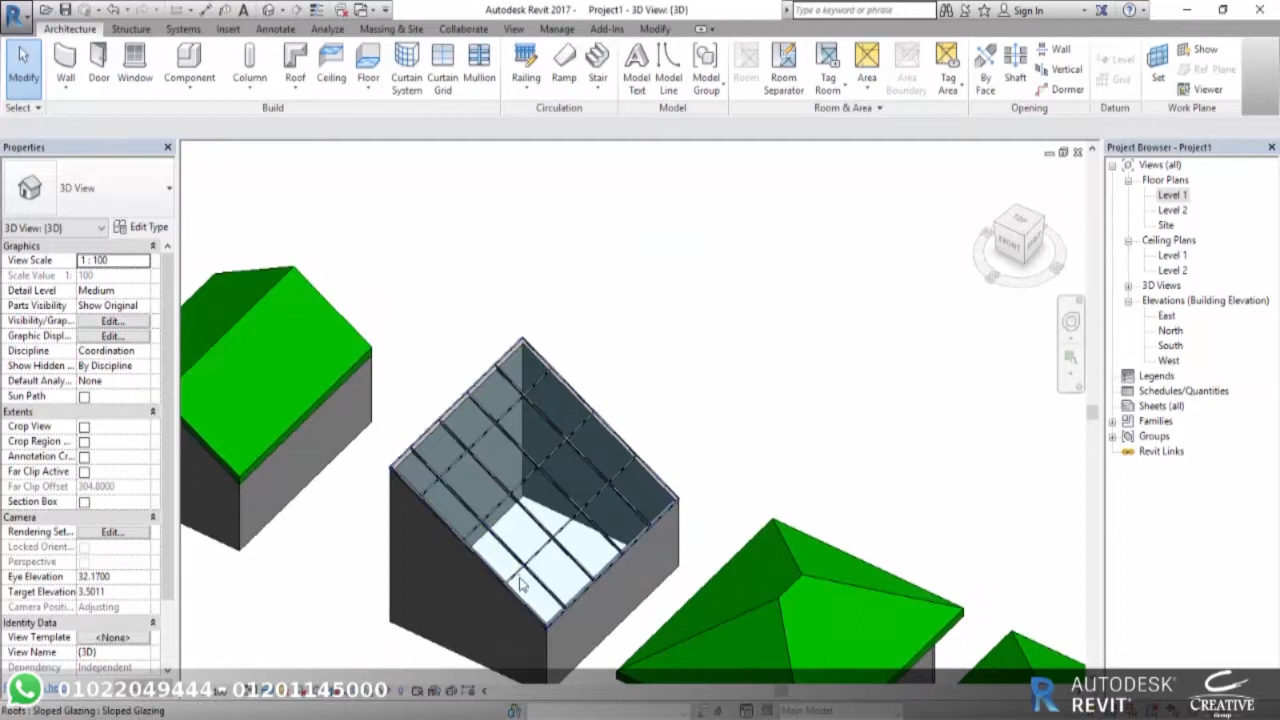 Autodesk Revit 2017 - Project1 - 3D View: {3D}
Type a keyword or phrase
Sign In
Architecture Structure Systems Insert Annotate Analyze Massing & Site Collaborate View Manage Add-Ins Modify
Modify
Wall
Door
Window
Component
Column
Roof
Ceiling
Floor
Curtain System
Curtain Grid
Mullion
Railing
Ramp
Stair
Model Text
Model Line
Model Group
Room
Room Separator
Tag Room
Area
Area Boundary
Tag Area
By Face
Shaft
Wall
Vertical
Dormer
Level
Grid
Set
Show
Ref Plane
Viewer
Select Build Circulation Model Room & Area Opening Datum Work Plane
Properties
3D View
3D View: {3D} Edit Type
Graphics
View Scale 1 : 100
Scale Value 1: 100
Detail Level Medium
Parts Visibility Show Original
Visibility/Grap... Edit...
Graphic Displ... Edit...
Discipline Coordination
Show Hidden ... By Discipline
Default Analy... None
Sun Path
Extents
Crop View
Crop Region ...
Annotation Cr...
Far Clip Active
Far Clip Offset 304.8000
Section Box
Camera
Rendering Set... Edit...
Locked Orient...
Perspective
Eye Elevation 32.1700
Target Elevation 3.5011
Camera Positi... Adjusting
Identity Data
View Template <None>
View Name {3D}
Dependency Independent
TOP
FRONT
Project Browser - Project1
Views (all)
Floor Plans
Level 1
Level 2
Site
Ceiling Plans
Level 1
Level 2
3D Views
Elevations (Building Elevation)
East
North
South
West
Legends
Schedules/Quantities
Sheets (all)
Families
Groups
Revit Links
01022049444 - 01201145000
AUTODESK®
REVIT®
CREATIVE
Group
Roofs : Sloped Glazing : Sloped Glazing
:0
Main Model